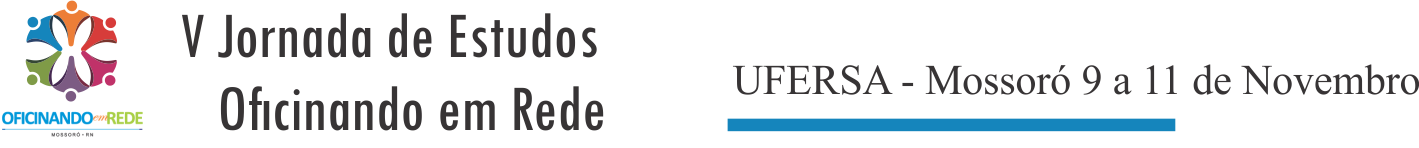 V Jornada de Estudos
Oficinando em Rede
UFERSA - Mossoró 9 a 11 de Novembro
OFICINANDO em REDE
MOSSORÓ - RN